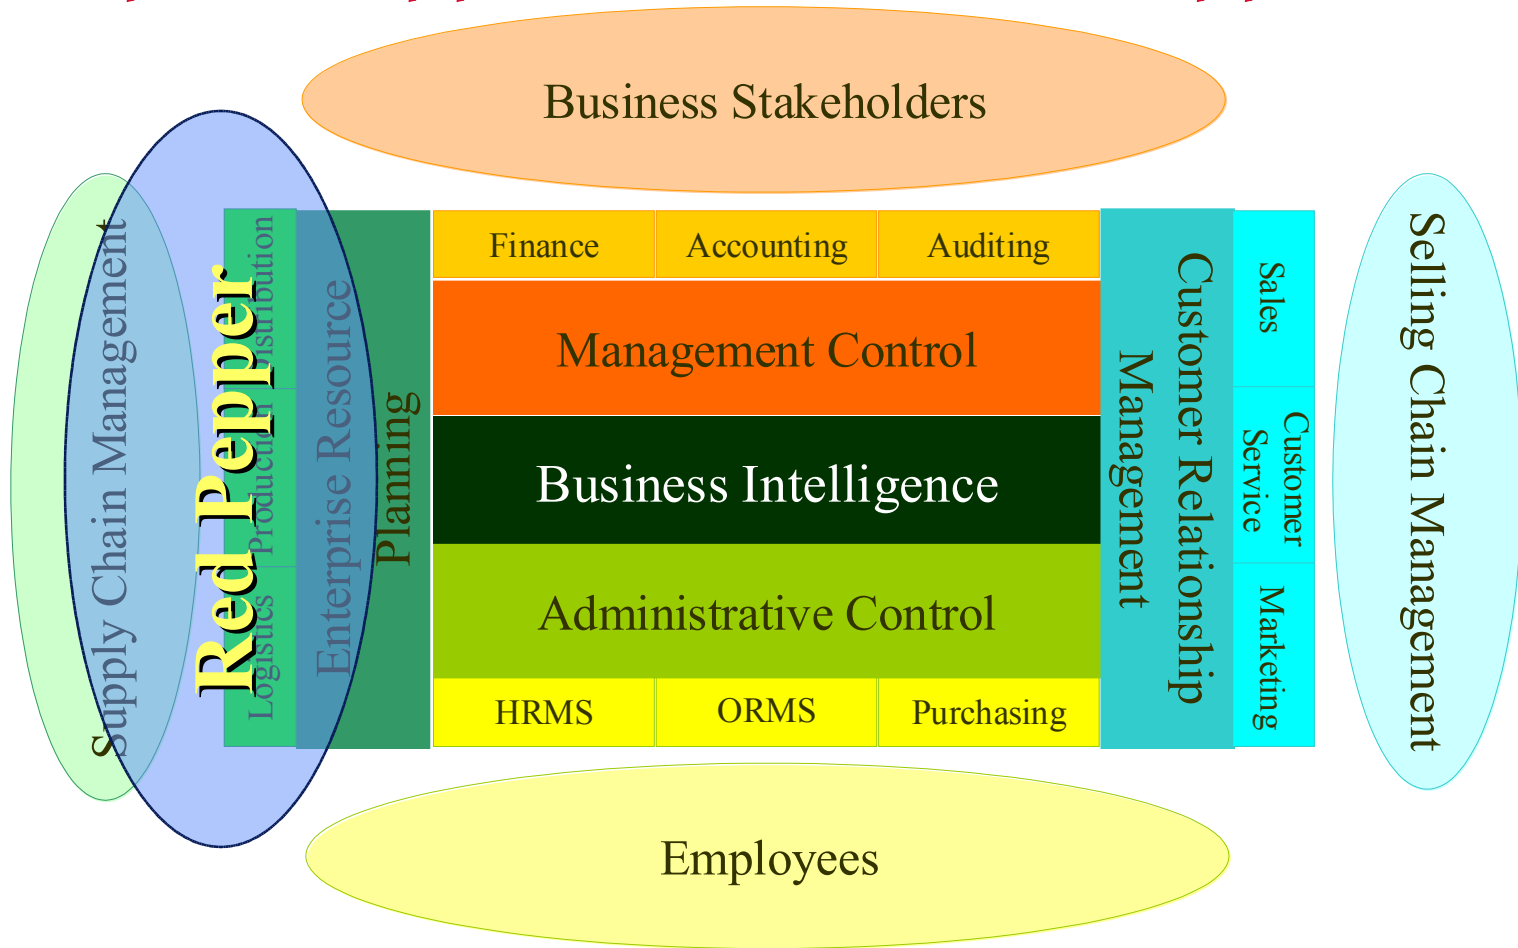 Business Stakeholders
Supply Chain Management
Red Pepper
Distribution
Production
Logistics
Enterprise Resource
Planning
Finance
Accounting
Auditing
Management Control
Business Intelligence
Administrative Control
HRMS
ORMS
Purchasing
Customer Relationship
Management
Sales
Customer
Service
Marketing
Selling Chain Management
Employees